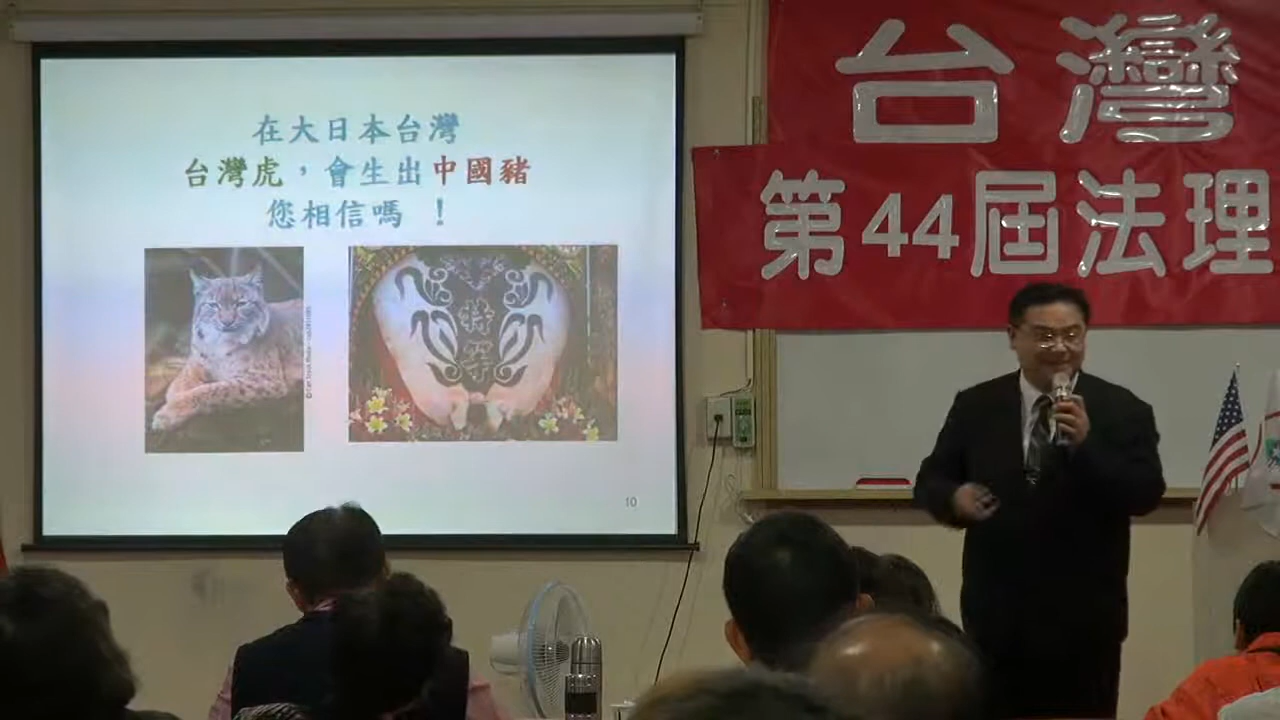 在大日本台灣
台灣虎，會生出中國豬
您相信嗎 ！
特
等
10
台灣
第44屆法理